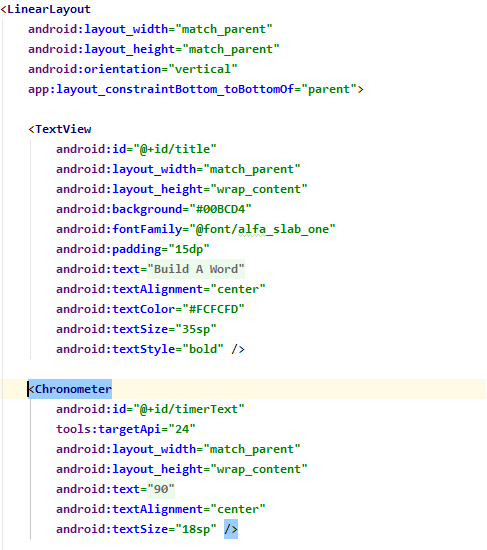 <LinearLayout
android:layout_width="match_parent"
android:layout_height="match_parent"
android:orientation="vertical"
app:layout_constraintBottom_toBottomOf="parent">
<TextView
android:id="@+id/title"
android:layout_width="match_parent"
android:layout_height="wrap_content"
android:background="#00BCD4"
android:fontFamily="@font/alfa_slab_one"
android:padding="15dp"
android:text="Build A Word"
android:textAlignment="center"
android:textColor="#FCFCFD"
android:textSize="35sp"
android:textStyle="bold" />
<Chronometer
android:id="@+id/timerText"
tools:targetApi="24"
android:layout_width="match_parent"
android:layout_height="wrap_content"
android:text="90"
android:textAlignment="center"
android:textSize="18sp" />